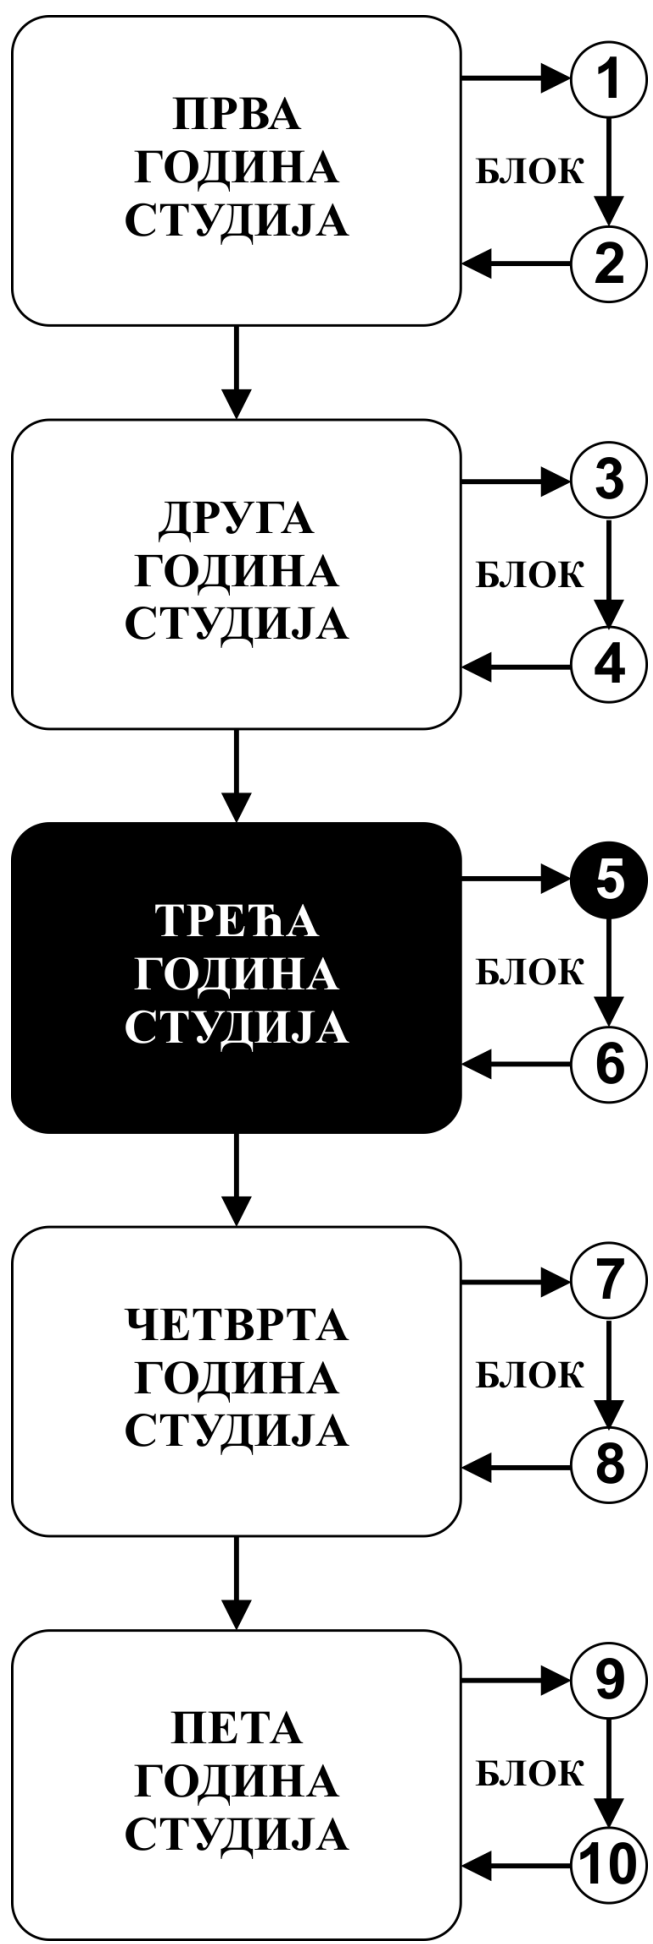 ПРВА
ГОДИНА
СТУДИЈА
1
БЛОК
2
ДРУГА
ГОДИНА
СТУДИЈА
3
БЛОК
4
ТРЕЋА
ГОДИНА
СТУДИЈА
5
БЛОК
6
ЧЕТВРТА
ГОДИНА
СТУДИЈА
7
БЛОК
8
ПЕТА
ГОДИНА
СТУДИЈА
9
БЛОК
10